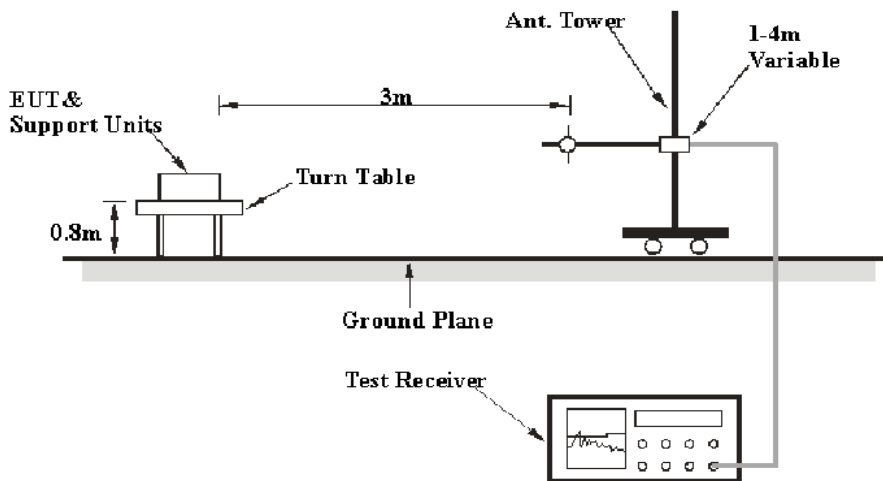 Ant. Tower
1-4m
Variable
3m
EUT&
Support Units
Turn Table
0.8m
Ground Plane
Test Receiver